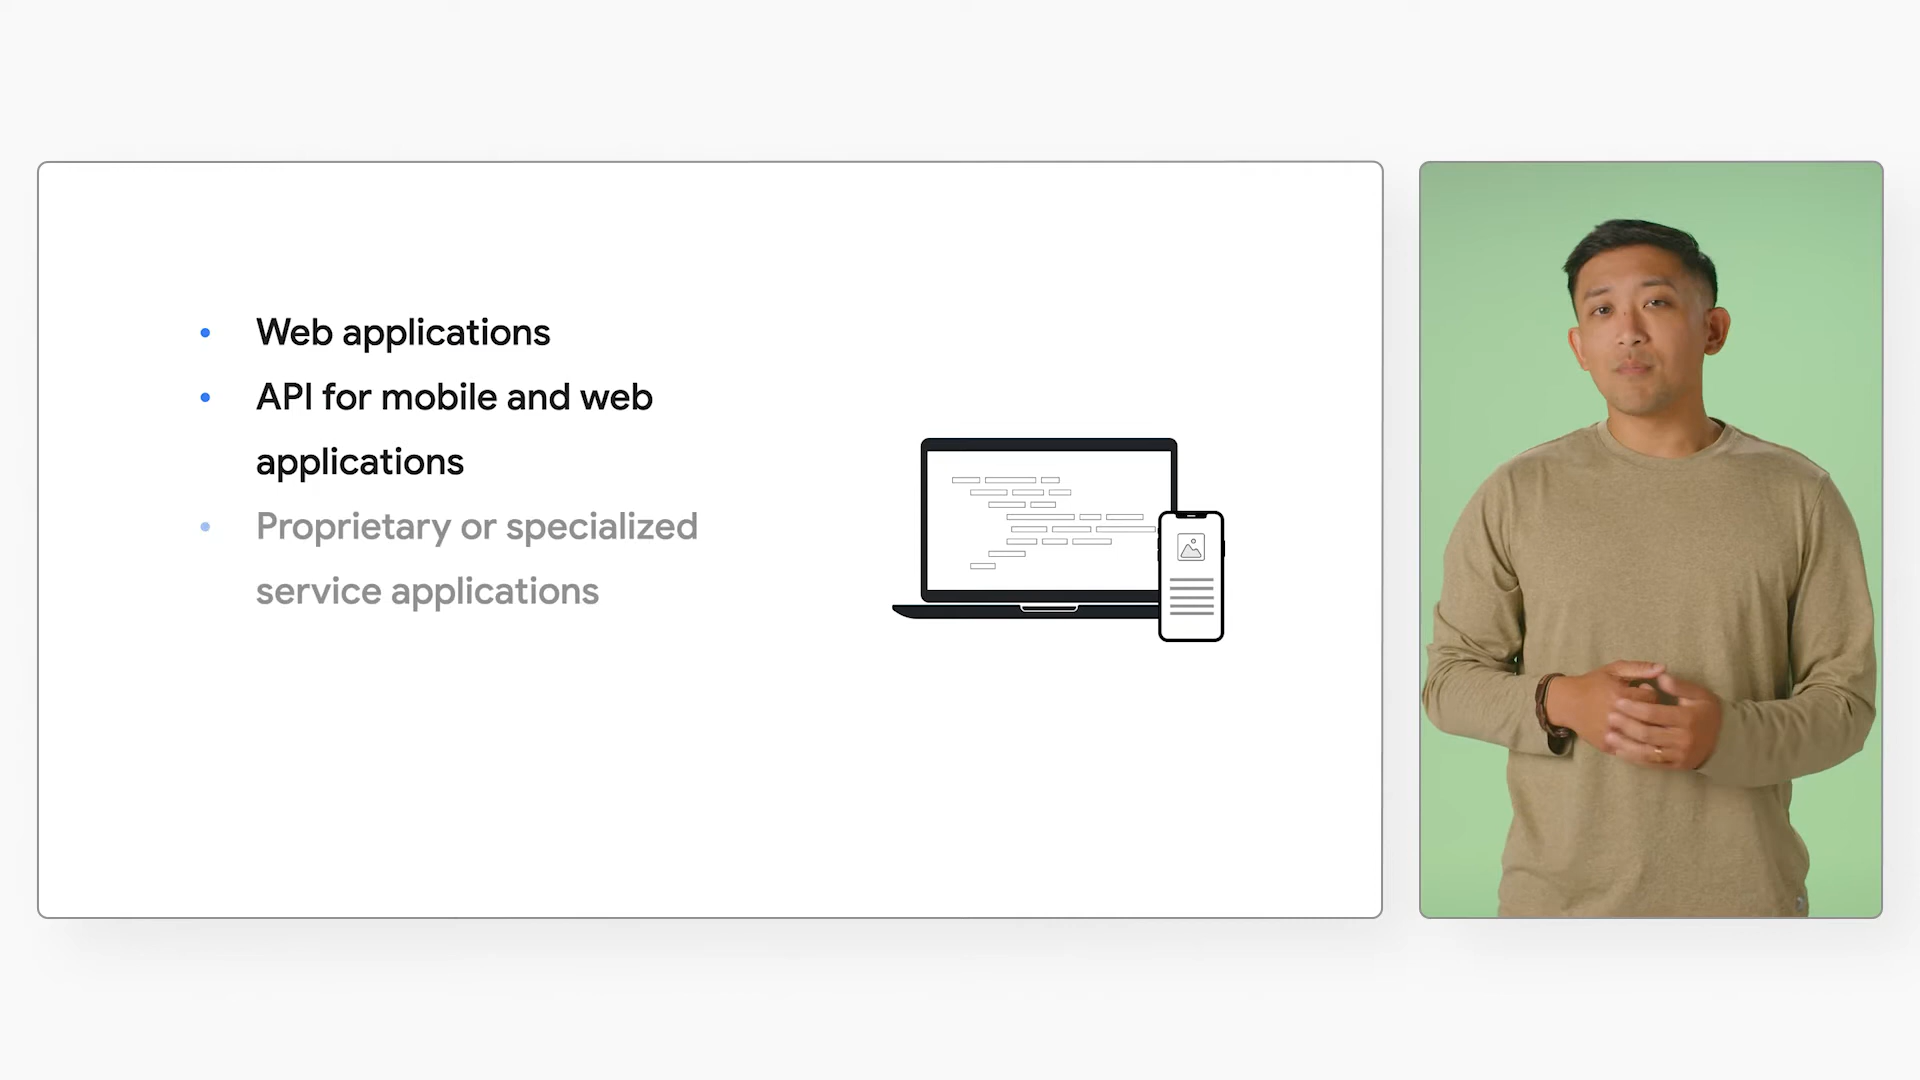 Web applications
API for mobile and web
applications
Proprietary or specialized
service applications